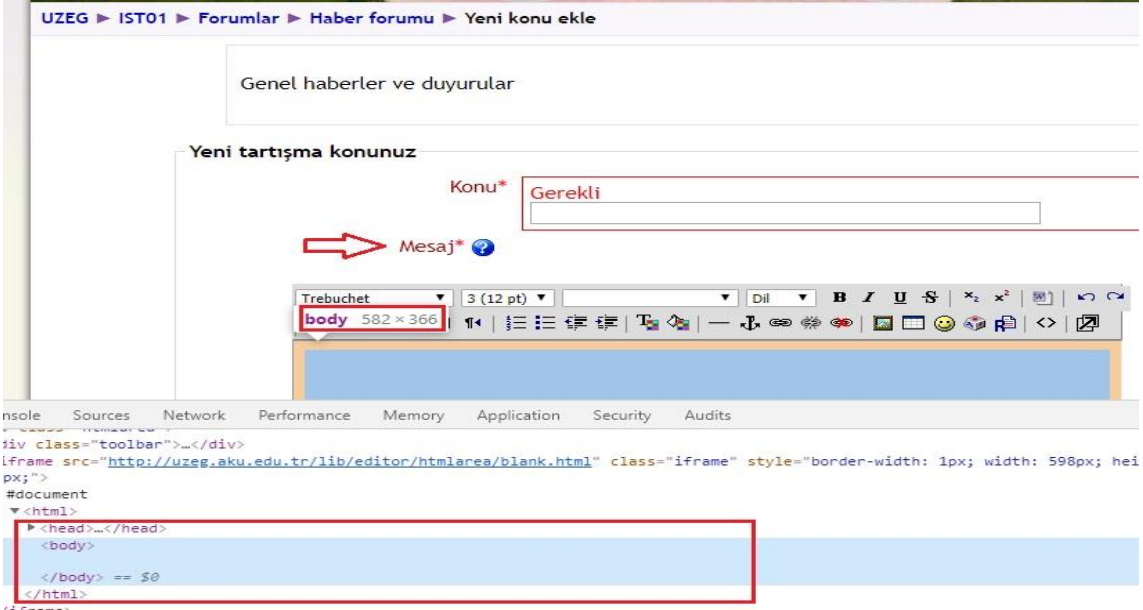 UZEG ► IST01 ► Forumlar ► Haber forumu ► Yeni konu ekle
Genel haberler ve duyurular
Yeni tartışma konunuz
Konu* Gerekli
Mesaj* ?
Trebuchet ▼ 3 (12 pt) ▼ ▼ Dil ▼ B I U S ×₂ x² W
body 582 × 366
nsole Sources Network Performance Memory Application Security Audits
div class="toolbar">…</div>
iframe src="http://uzeg.aku.edu.tr/lib/editor/htmlarea/blank.html" class="iframe" style="border-width: 1px; width: 598px; hei
px;">
#document
▼<html>
▶<head>…</head>
<body>
</body> == $0
</html>